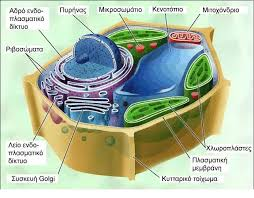 Αδρό ενδο-
πλασματικό
δίκτυο
Πυρήνας
Μικροσωμάτιο
Κενοτόπιο
Μιτοχόνδριο
Ριβοσώματα
Λείο ενδο-
πλασματικό
δίκτυο
Συσκευή Golgi
Χλωροπλάστες
Πλασματική
μεμβράνη
Κυτταρικό τοίχωμα